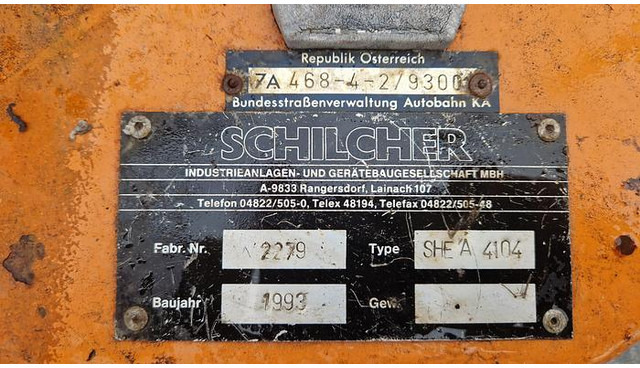 Republik Österreich
7A 468-4-2/9300
Bundesstraßenverwaltung Autobahn KA
SCHILCHER
INDUSTRIEANLAGEN- UND GERÄTEBAUGESELLSCHAFT MBH
A-9833 Rangersdorf, Lainach 107
Telefon 04822/505-0, Telex 48194, Telefax 04822/505-48
Fabr. Nr. 2279 Type SHE A 4104
Baujahr 1993 Gew.